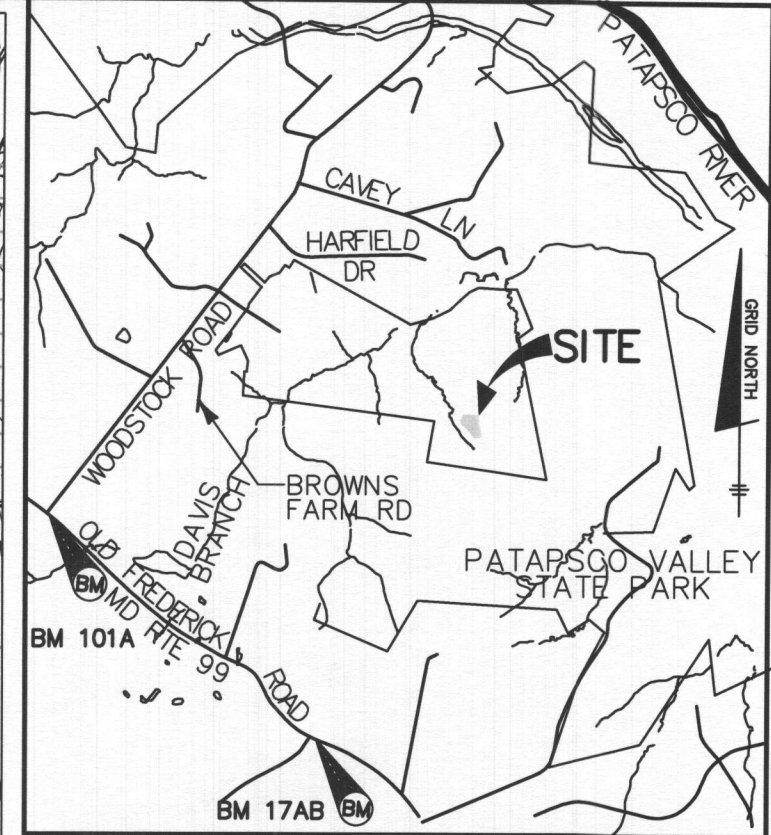 PATAPSCO RIVER
CAVEY
LN
HARFIELD
DR
GRID NORTH
WOODSTOCK ROAD
SITE
BROWNS
FARM RD
DAVIS
BRANCH
PATAPSCO VALLEY
STATE PARK
OLD FREDERICK
ROAD
MD RTE 99
BM
BM 101A
BM 17AB
BM